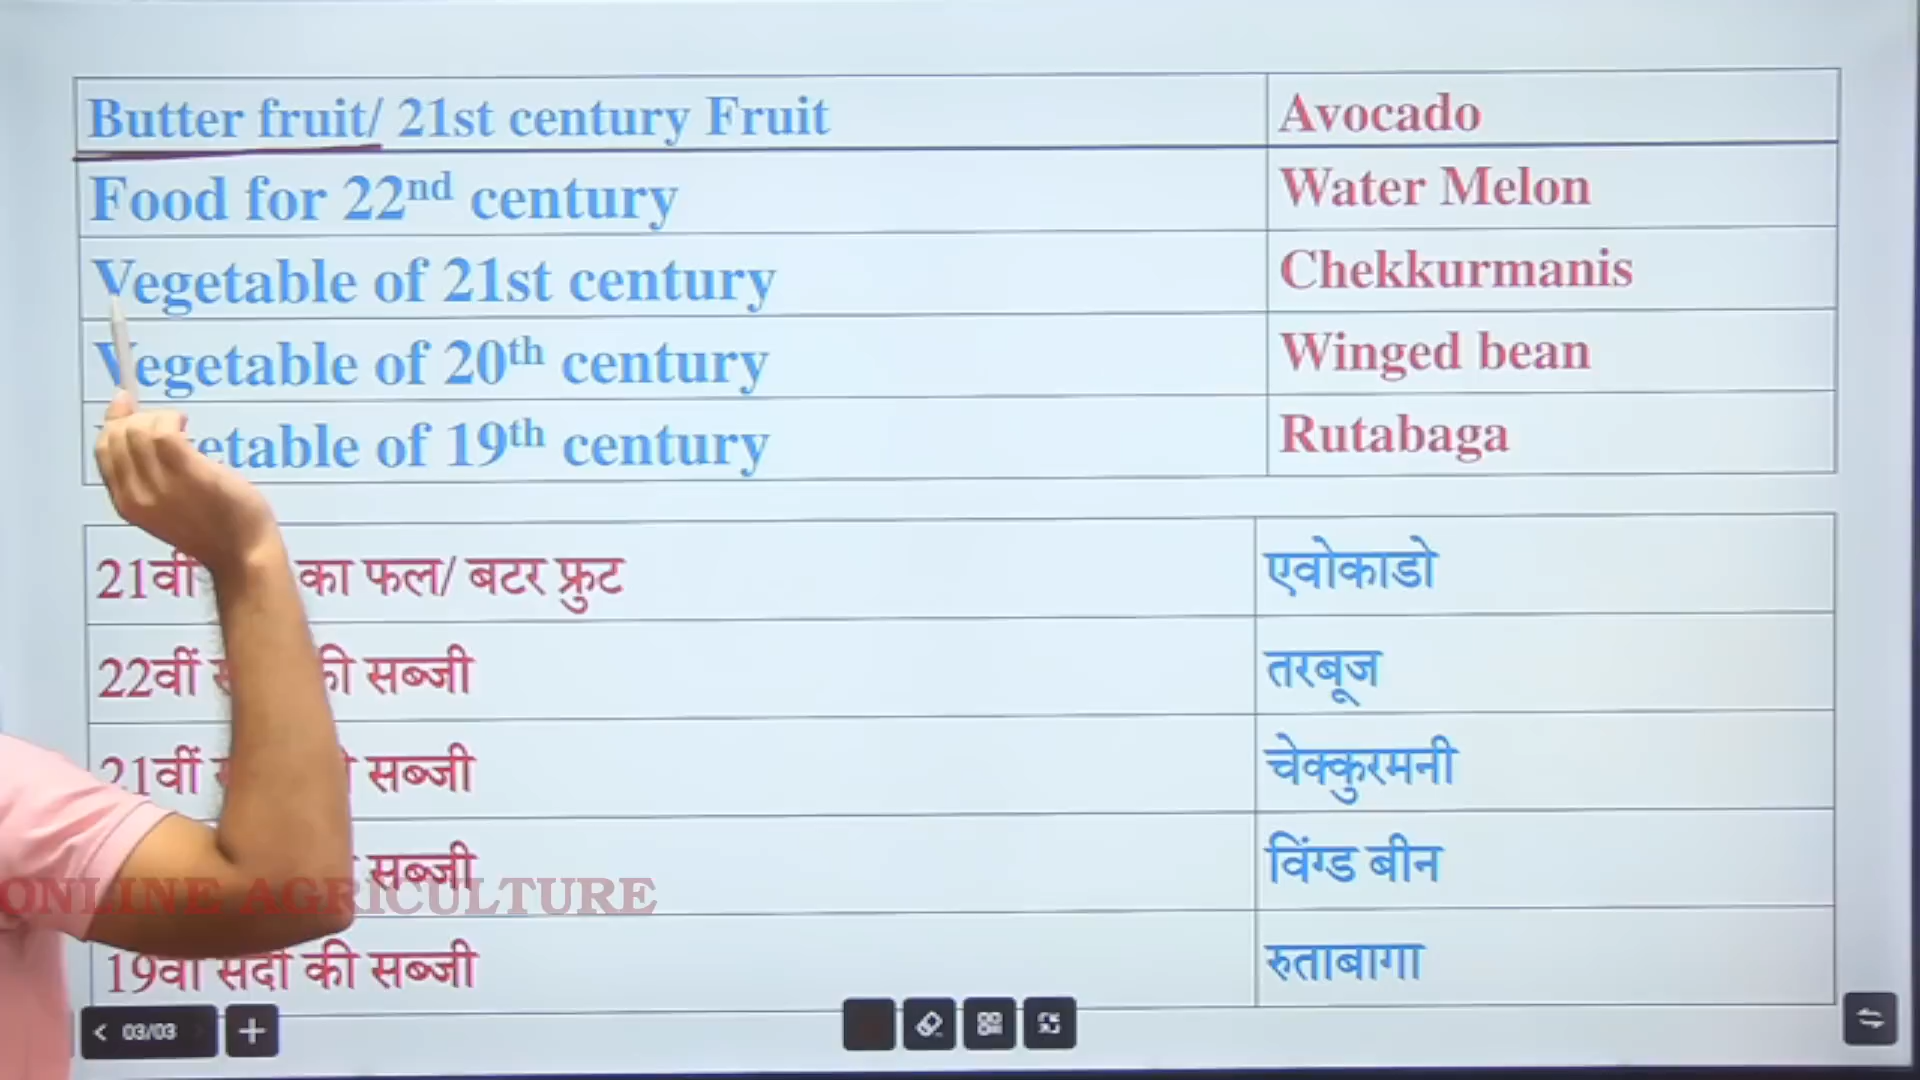 Butter fruit/ 21st century Fruit Avocado
Food for 22nd century Water Melon
Vegetable of 21st century Chekkurmanis
Vegetable of 20th century Winged bean
of 19th century Rutabaga
21वीं का फल/ बटर फ्रुट एवोकाडो
22वीं की सब्जी तरबूज
21वीं सब्जी चेक्कुरमनी
सब्जी विंग्ड बीन
ONLINE AGRICULTURE
19वीं सदी की सब्जी रुताबागा
03/03